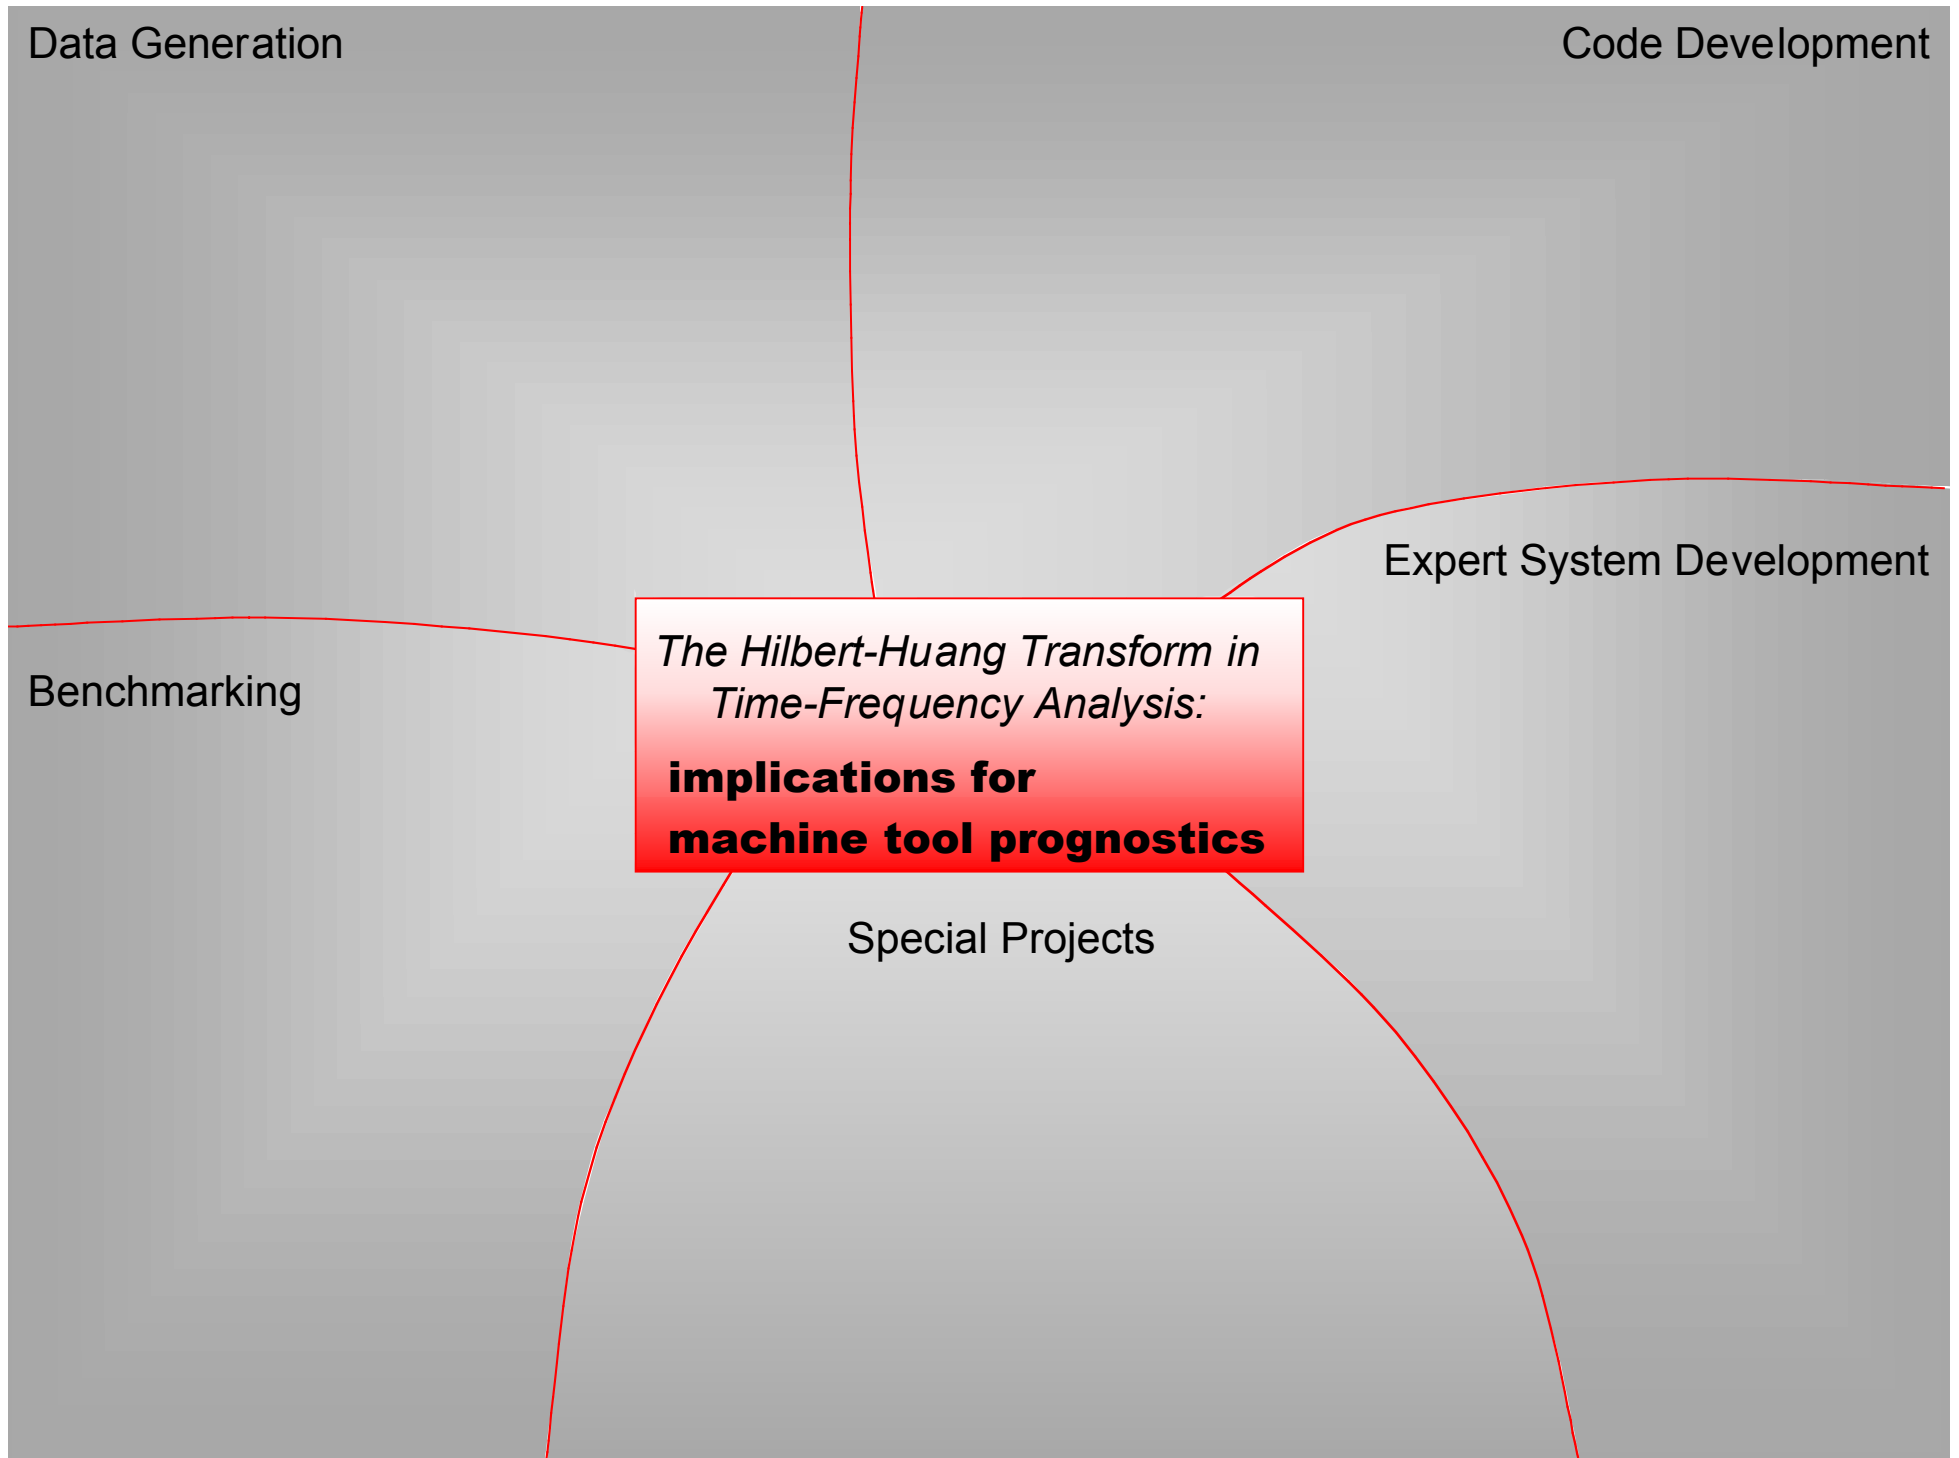 Data Generation
Code Development
Expert System Development
Benchmarking
The Hilbert-Huang Transform in
Time-Frequency Analysis:
implications for
machine tool prognostics
Special Projects